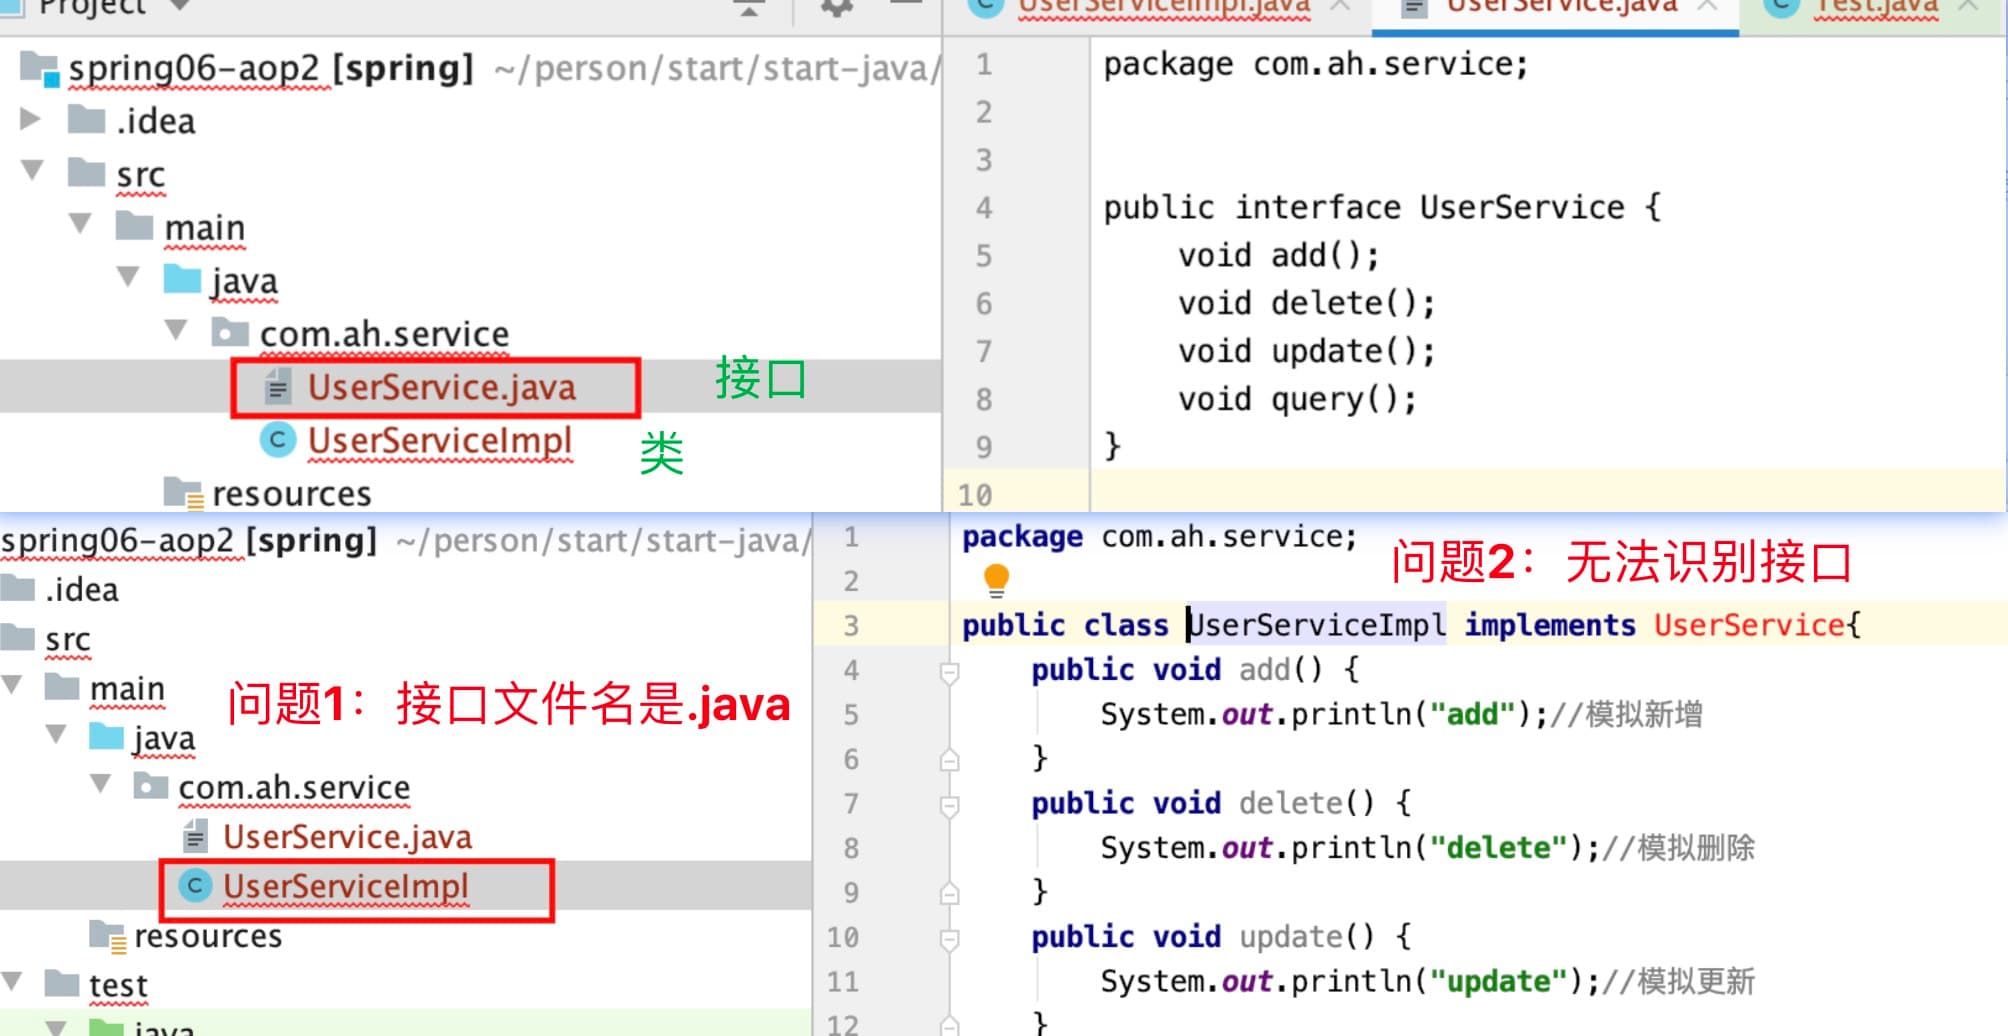 Project
UserServiceImpl.java
UserService.java
Test.java
spring06-aop2 [spring] ~/person/start/start-java/
.idea
src
main
java
com.ah.service
UserService.java
接口
UserServiceImpl
类
resources
1 package com.ah.service;
2
3
4 public interface UserService {
5 void add();
6 void delete();
7 void update();
8 void query();
9 }
10
spring06-aop2 [spring] ~/person/start/start-java/
.idea
src
main
问题1：接口文件名是.java
java
com.ah.service
UserService.java
UserServiceImpl
resources
test
java
1 package com.ah.service;
问题2：无法识别接口
2
3 public class UserServiceImpl implements UserService{
4 public void add() {
5 System.out.println("add");//模拟新增
6 }
7 public void delete() {
8 System.out.println("delete");//模拟删除
9 }
10 public void update() {
11 System.out.println("update");//模拟更新
12 }